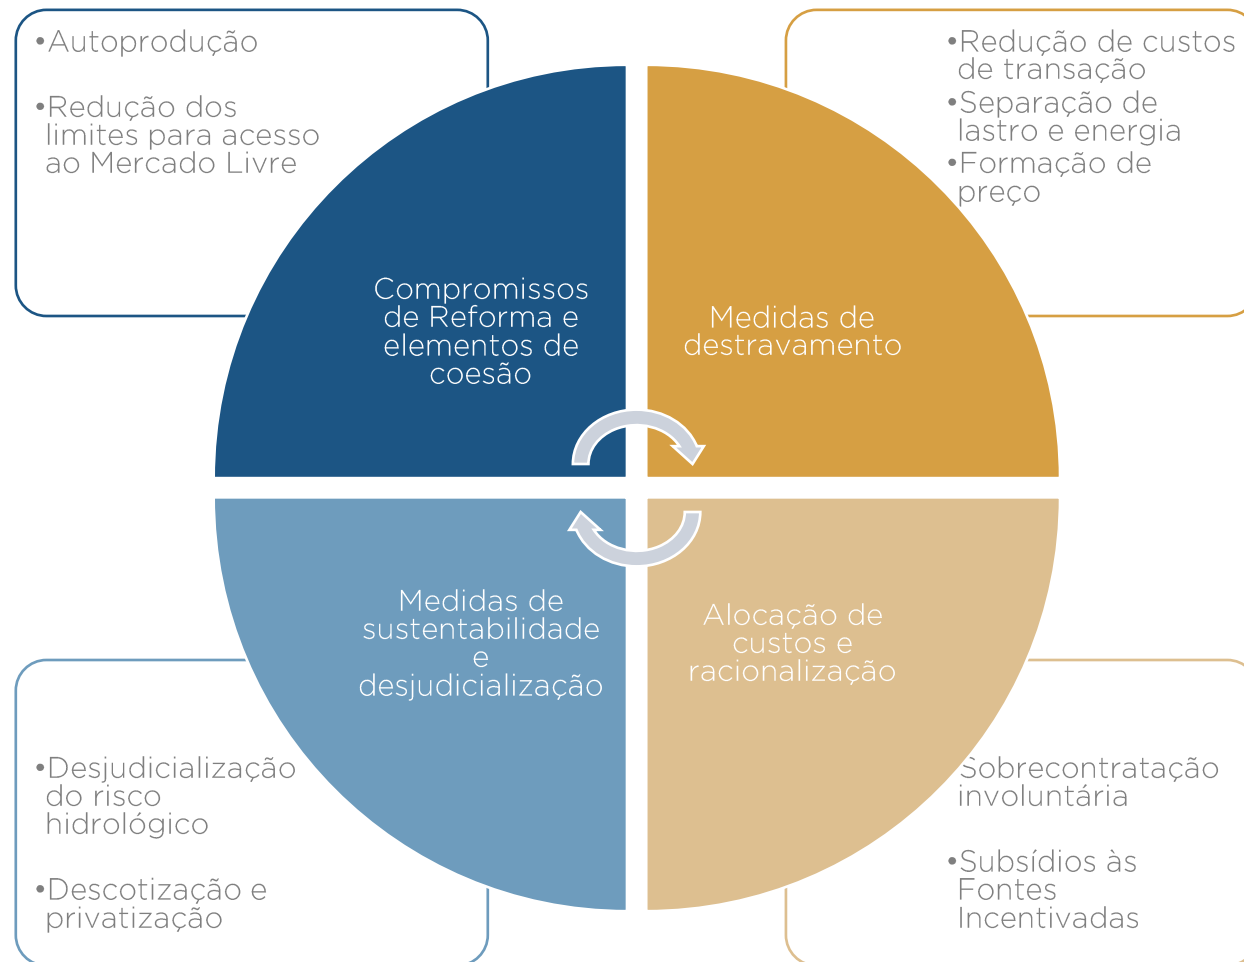 •Autoprodução
•Redução dos
limites para acesso
ao Mercado Livre
•Redução de custos
de transação
•Separação de
lastro e energia
•Formação de
preço
Compromissos
de Reforma e
elementos de
coesão
Medidas de
destravamento
Medidas de
sustentabilidade
e
desjudicialização
Alocação de
custos e
racionalização
•Desjudicialização
do risco
hidrológico
•Descotização e
privatização
Sobrecontratação
involuntária
•Subsídios às
Fontes
Incentivadas